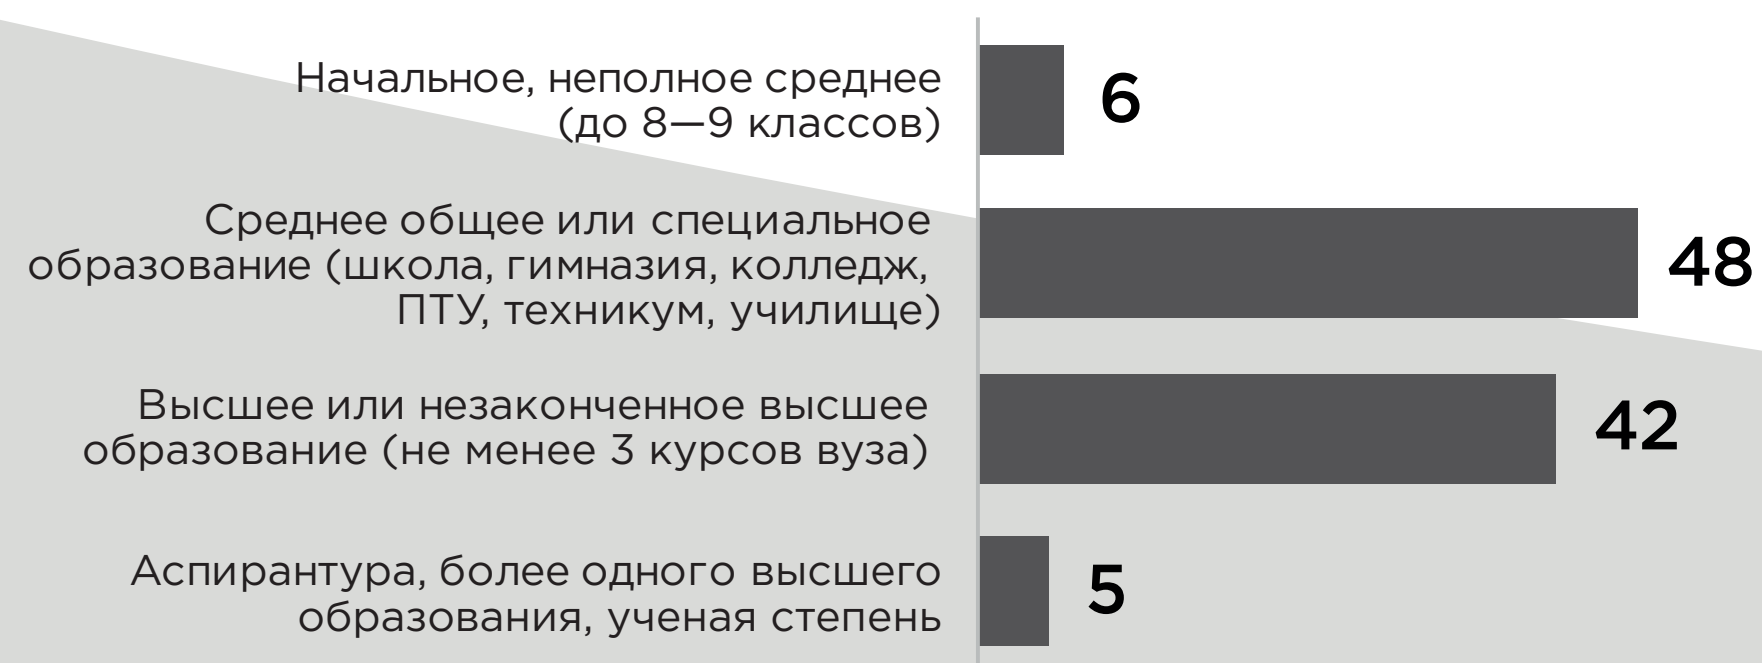 Начальное, неполное среднее
(до 8—9 классов)
6
Среднее общее или специальное
образование (школа, гимназия, колледж,
ПТУ, техникум, училище)
48
Высшее или незаконченное высшее
образование (не менее 3 курсов вуза)
42
Аспирантура, более одного высшего
образования, ученая степень
5